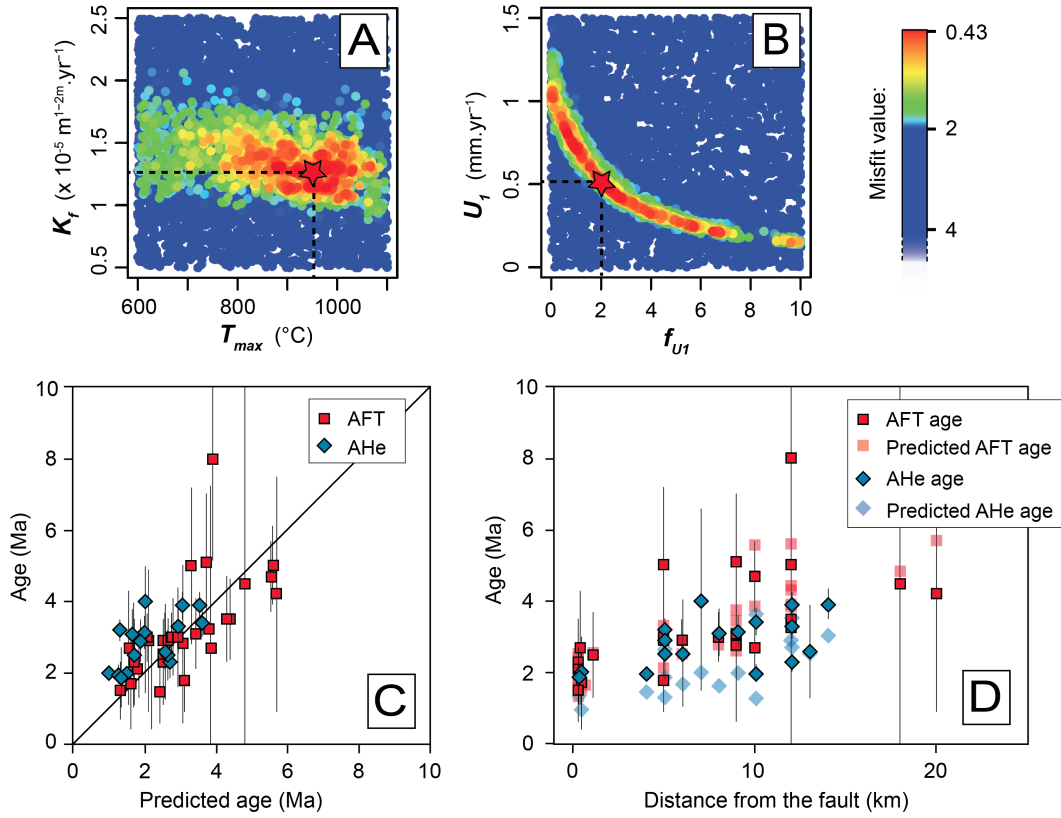 A
2.5
2
1.5
1
0.5
K_f (x 10⁻⁵ m¹⁻²ᵐ.yr⁻¹)
600
800
1000
T_max (°C)
B
1.5
1
0.5
0
U_1 (mm.yr⁻¹)
0
2
4
6
8
10
f_U1
Misfit value:
0.43
2
4
C
10
8
6
4
2
0
Age (Ma)
AFT
AHe
0
2
4
6
8
10
Predicted age (Ma)
D
10
8
6
4
2
0
Age (Ma)
AFT age
Predicted AFT age
AHe age
Predicted AHe age
0
10
20
Distance from the fault (km)